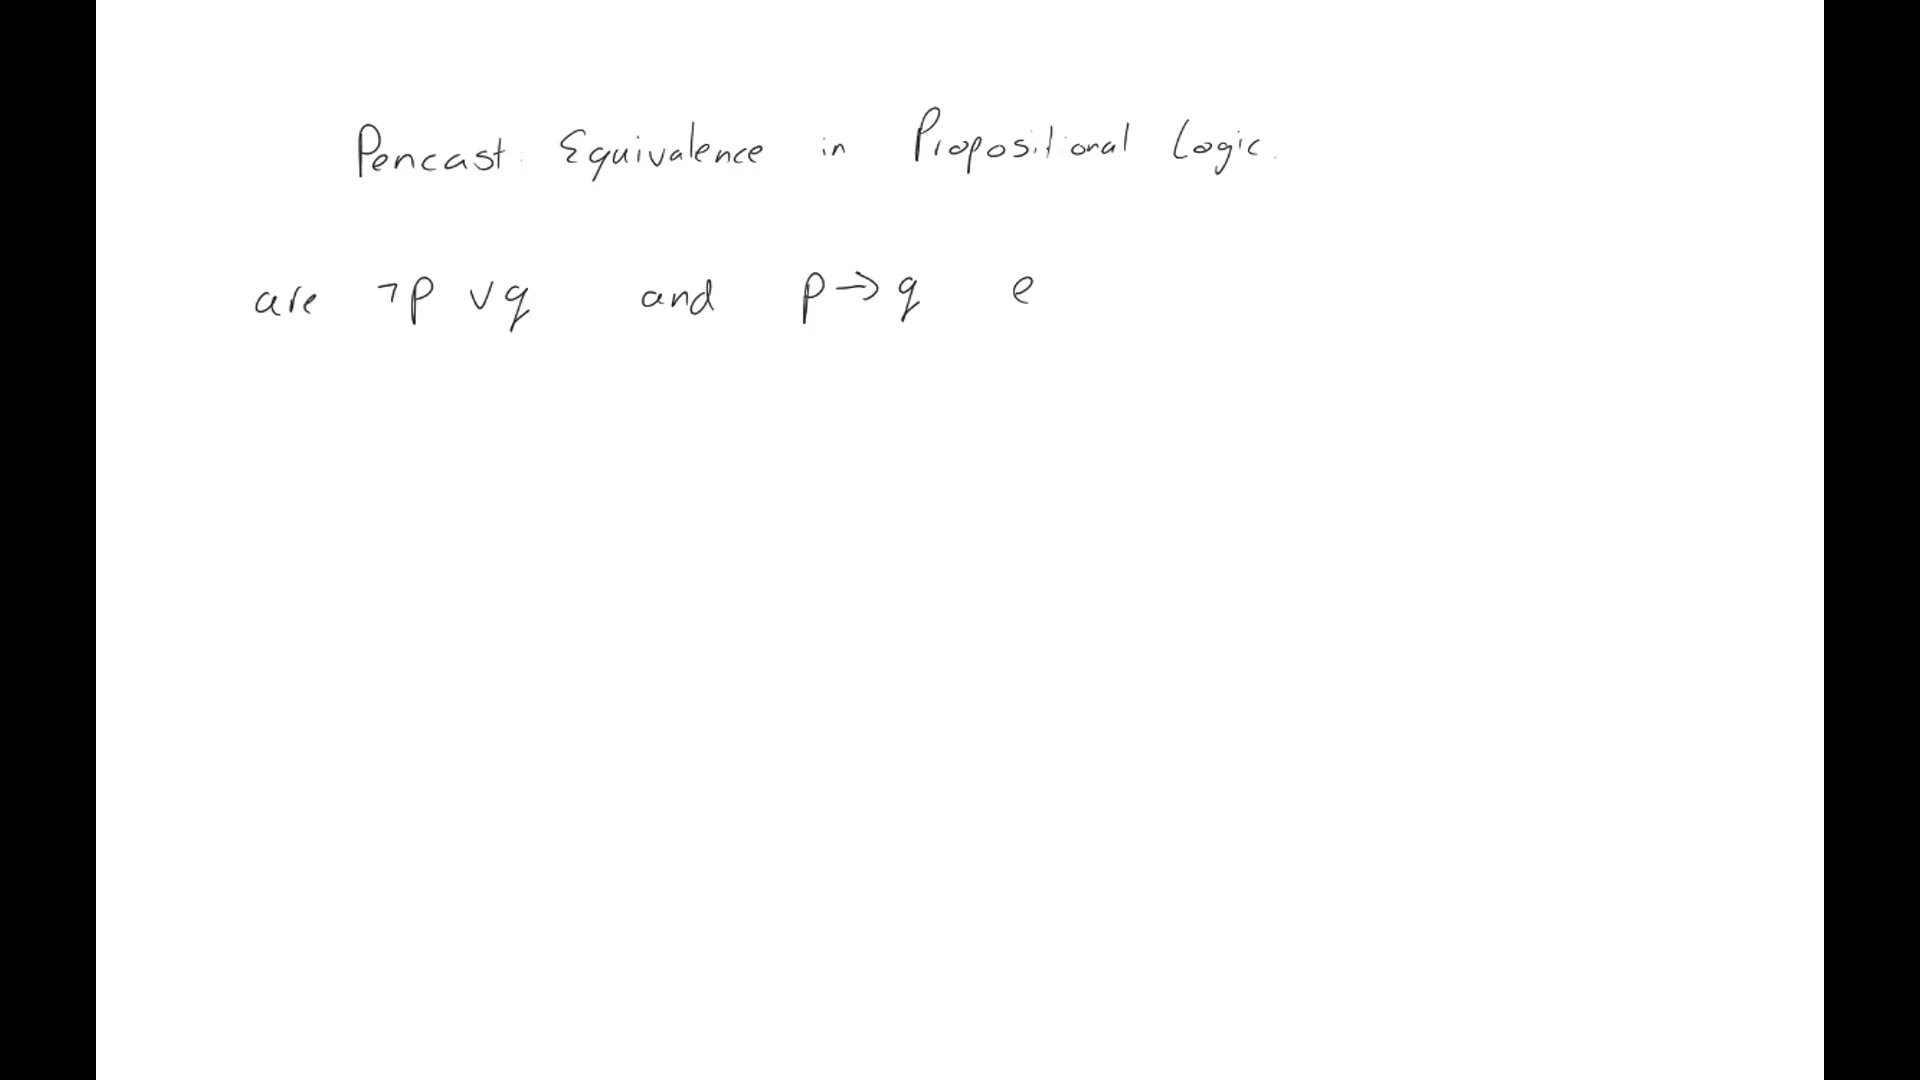 Pencast Equivalence in Propositional Logic.
are ¬p ∨ q and p → q e